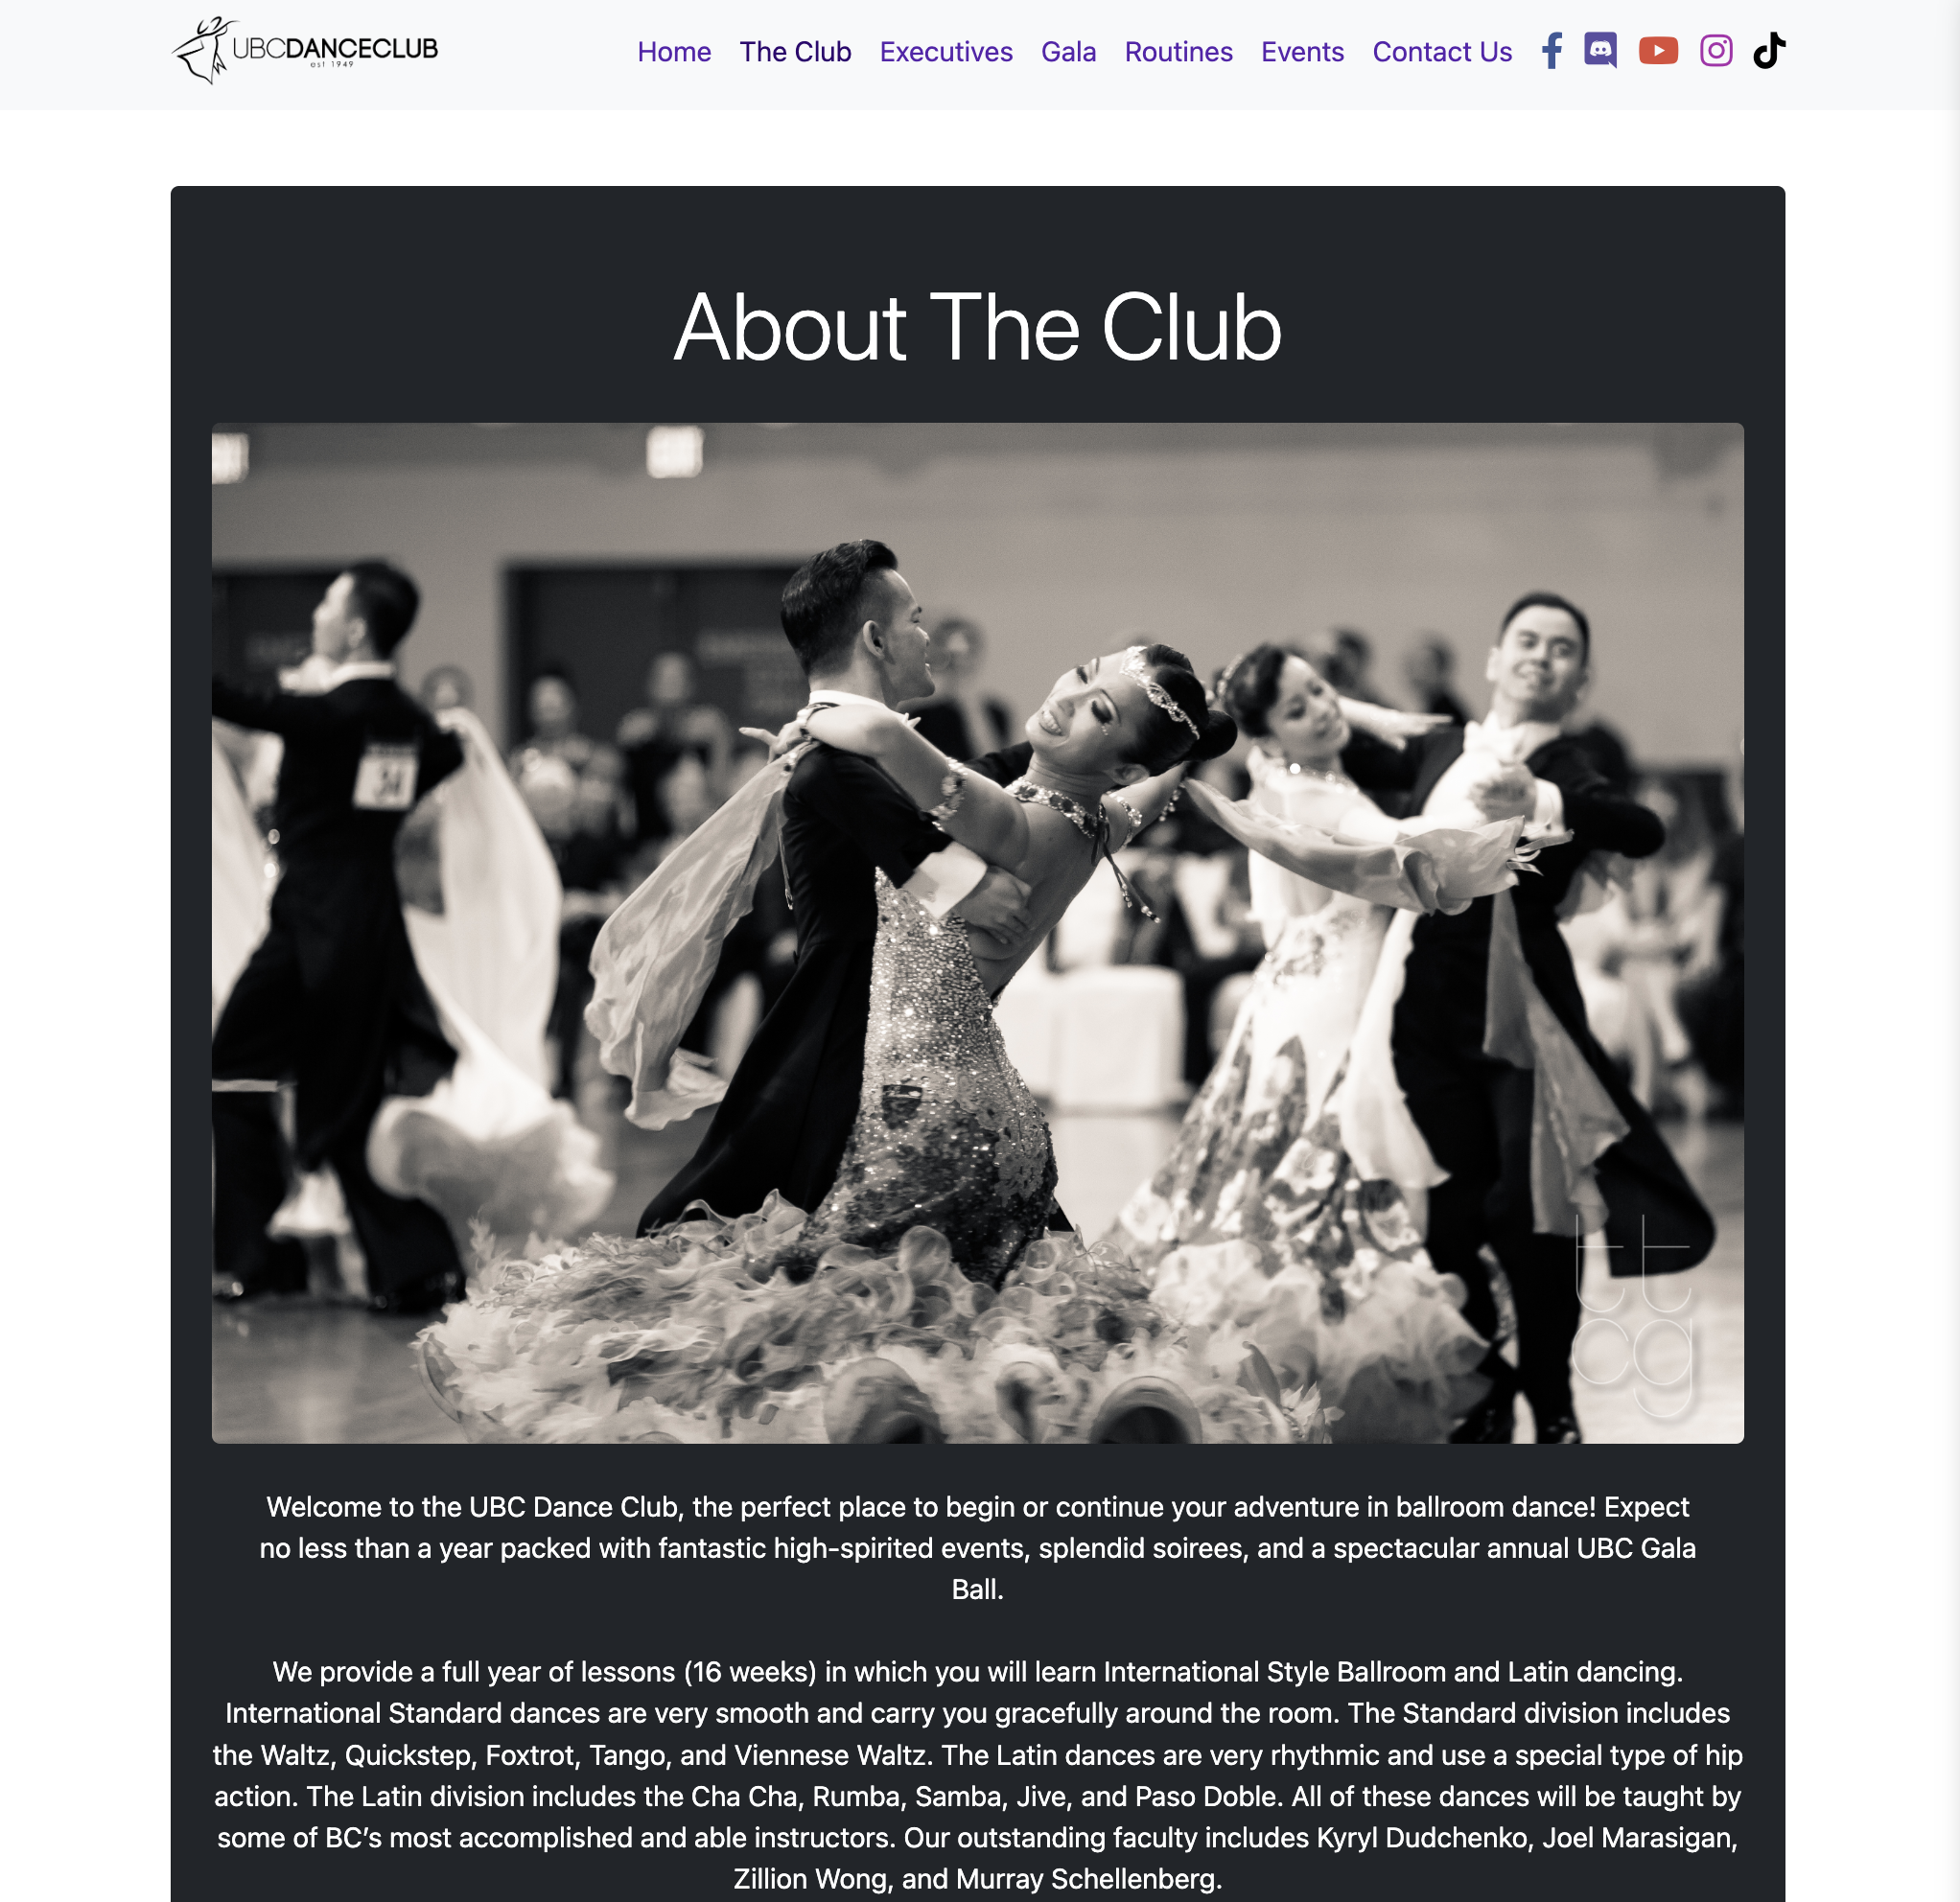 UBCDANCECLUB
est 1949
Home The Club Executives Gala Routines Events Contact Us
About The Club
34
tt
cg
Welcome to the UBC Dance Club, the perfect place to begin or continue your adventure in ballroom dance! Expect
no less than a year packed with fantastic high-spirited events, splendid soirees, and a spectacular annual UBC Gala
Ball.
We provide a full year of lessons (16 weeks) in which you will learn International Style Ballroom and Latin dancing.
International Standard dances are very smooth and carry you gracefully around the room. The Standard division includes
the Waltz, Quickstep, Foxtrot, Tango, and Viennese Waltz. The Latin dances are very rhythmic and use a special type of hip
action. The Latin division includes the Cha Cha, Rumba, Samba, Jive, and Paso Doble. All of these dances will be taught by
some of BC’s most accomplished and able instructors. Our outstanding faculty includes Kyryl Dudchenko, Joel Marasigan,
Zillion Wong, and Murray Schellenberg.